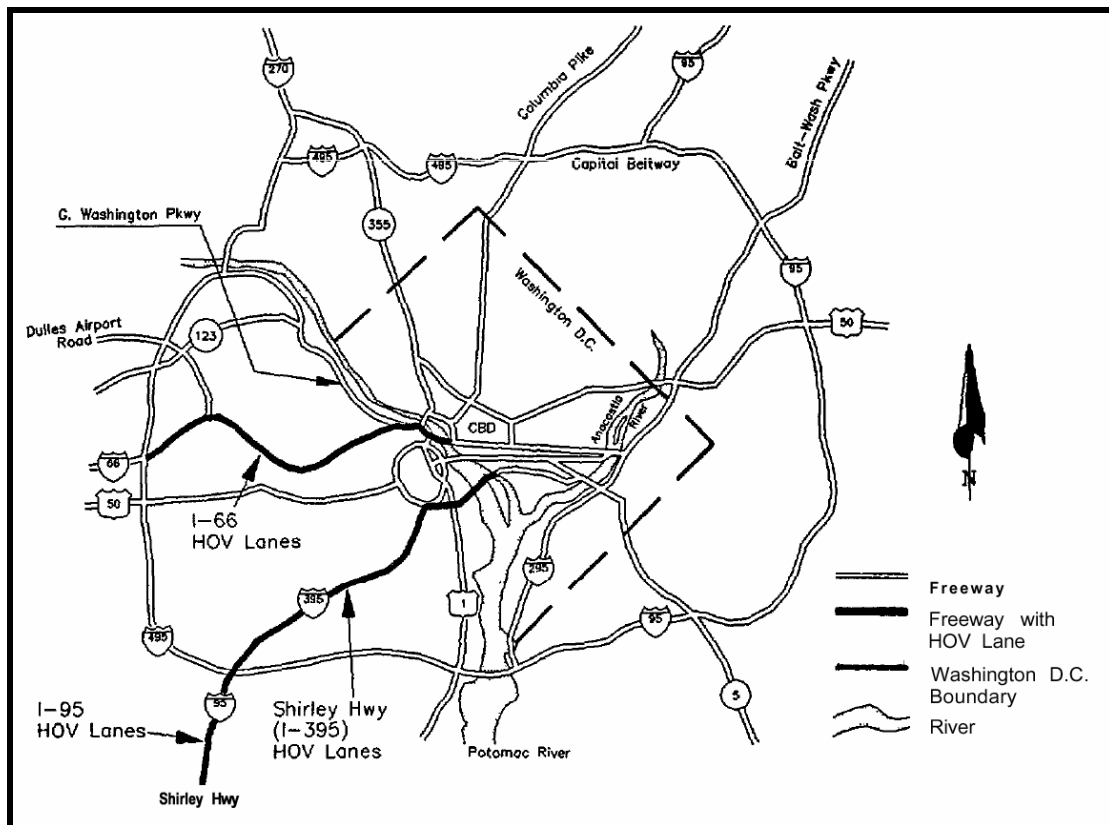 270
Columbia Pike
95
Balt-Wash Pkwy
495
495
Capital Beltway
G. Washington Pkwy
355
Washington D.C.
95
50
Dulles Airport
Road
123
Anacostia
River
CBD
66
50
I-66
HOV Lanes
N
295
395
1
495
95
95
5
I-95
HOV Lanes
Shirley Hwy
(I-395)
HOV Lanes
Potomac River
Shirley Hwy
Freeway
Freeway with
HOV Lane
Washington D.C.
Boundary
River